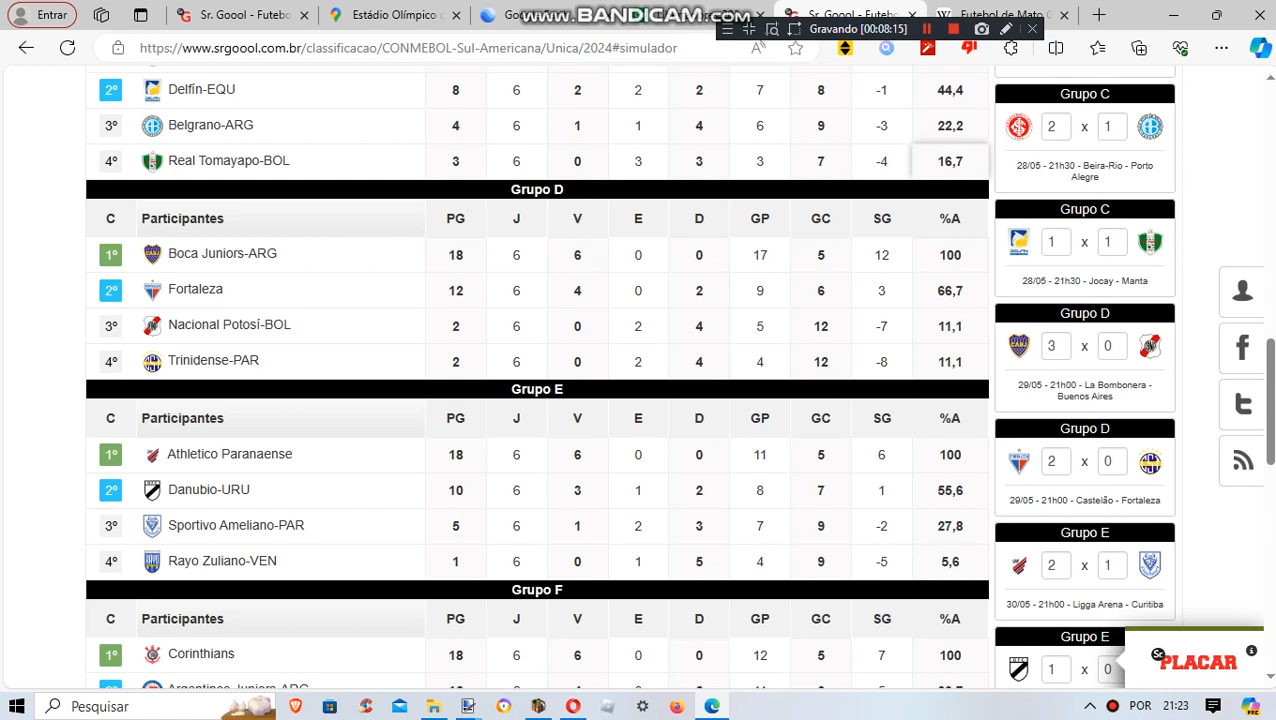 Entrar
G
S.r. Goool - Futebo
Estádio Olímpico
Goo
www.BANDICAM.com
S.r. Goool - Futebo
Futebol de Mato
Gravando [00:08:15]
https://www.srgoool.com.br/classificacao/CONMEBOL-Sul-Americana/Unica/2024#simulador
2º Delfín-EQU 8 6 2 2 2 7 8 -1 44,4
3º Belgrano-ARG 4 6 1 1 4 6 9 -3 22,2
4º Real Tomayapo-BOL 3 6 0 3 3 3 7 -4 16,7
Grupo D
C Participantes PG J V E D GP GC SG %A
1º Boca Juniors-ARG 18 6 6 0 0 17 5 12 100
2º Fortaleza 12 6 4 0 2 9 6 3 66,7
3º Nacional Potosí-BOL 2 6 0 2 4 5 12 -7 11,1
4º Trinidense-PAR 2 6 0 2 4 4 12 -8 11,1
Grupo E
C Participantes PG J V E D GP GC SG %A
1º Athletico Paranaense 18 6 6 0 0 11 5 6 100
2º Danubio-URU 10 6 3 1 2 8 7 1 55,6
3º Sportivo Ameliano-PAR 5 6 1 2 3 7 9 -2 27,8
4º Rayo Zuliano-VEN 1 6 0 1 5 4 9 -5 5,6
Grupo F
C Participantes PG J V E D GP GC SG %A
1º Corinthians 18 6 6 0 0 12 5 7 100
Argentinos Juniors-ARG
Grupo C
2 x 1
28/05 - 21h30 - Beira-Rio - Porto
Alegre
Grupo C
1 x 1
28/05 - 21h30 - Jocay - Manta
Grupo D
3 x 0
29/05 - 21h00 - La Bombonera -
Buenos Aires
Grupo D
2 x 0
29/05 - 21h00 - Castelão - Fortaleza
Grupo E
2 x 1
30/05 - 21h00 - Ligga Arena - Curitiba
Grupo E
1 x 0
PLACAR
Pesquisar
POR
21:23